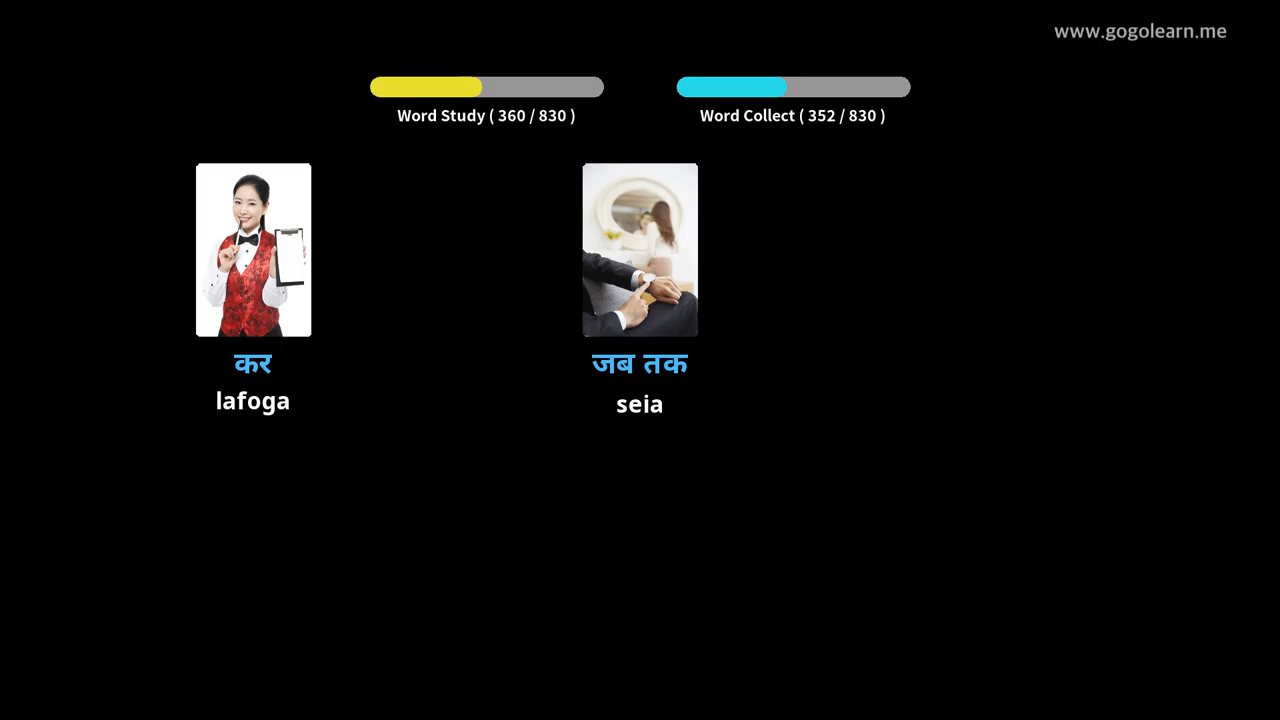 www.gogolearn.me
Word Study ( 360 / 830 )
Word Collect ( 352 / 830 )
कर
lafoga
जब तक
seia